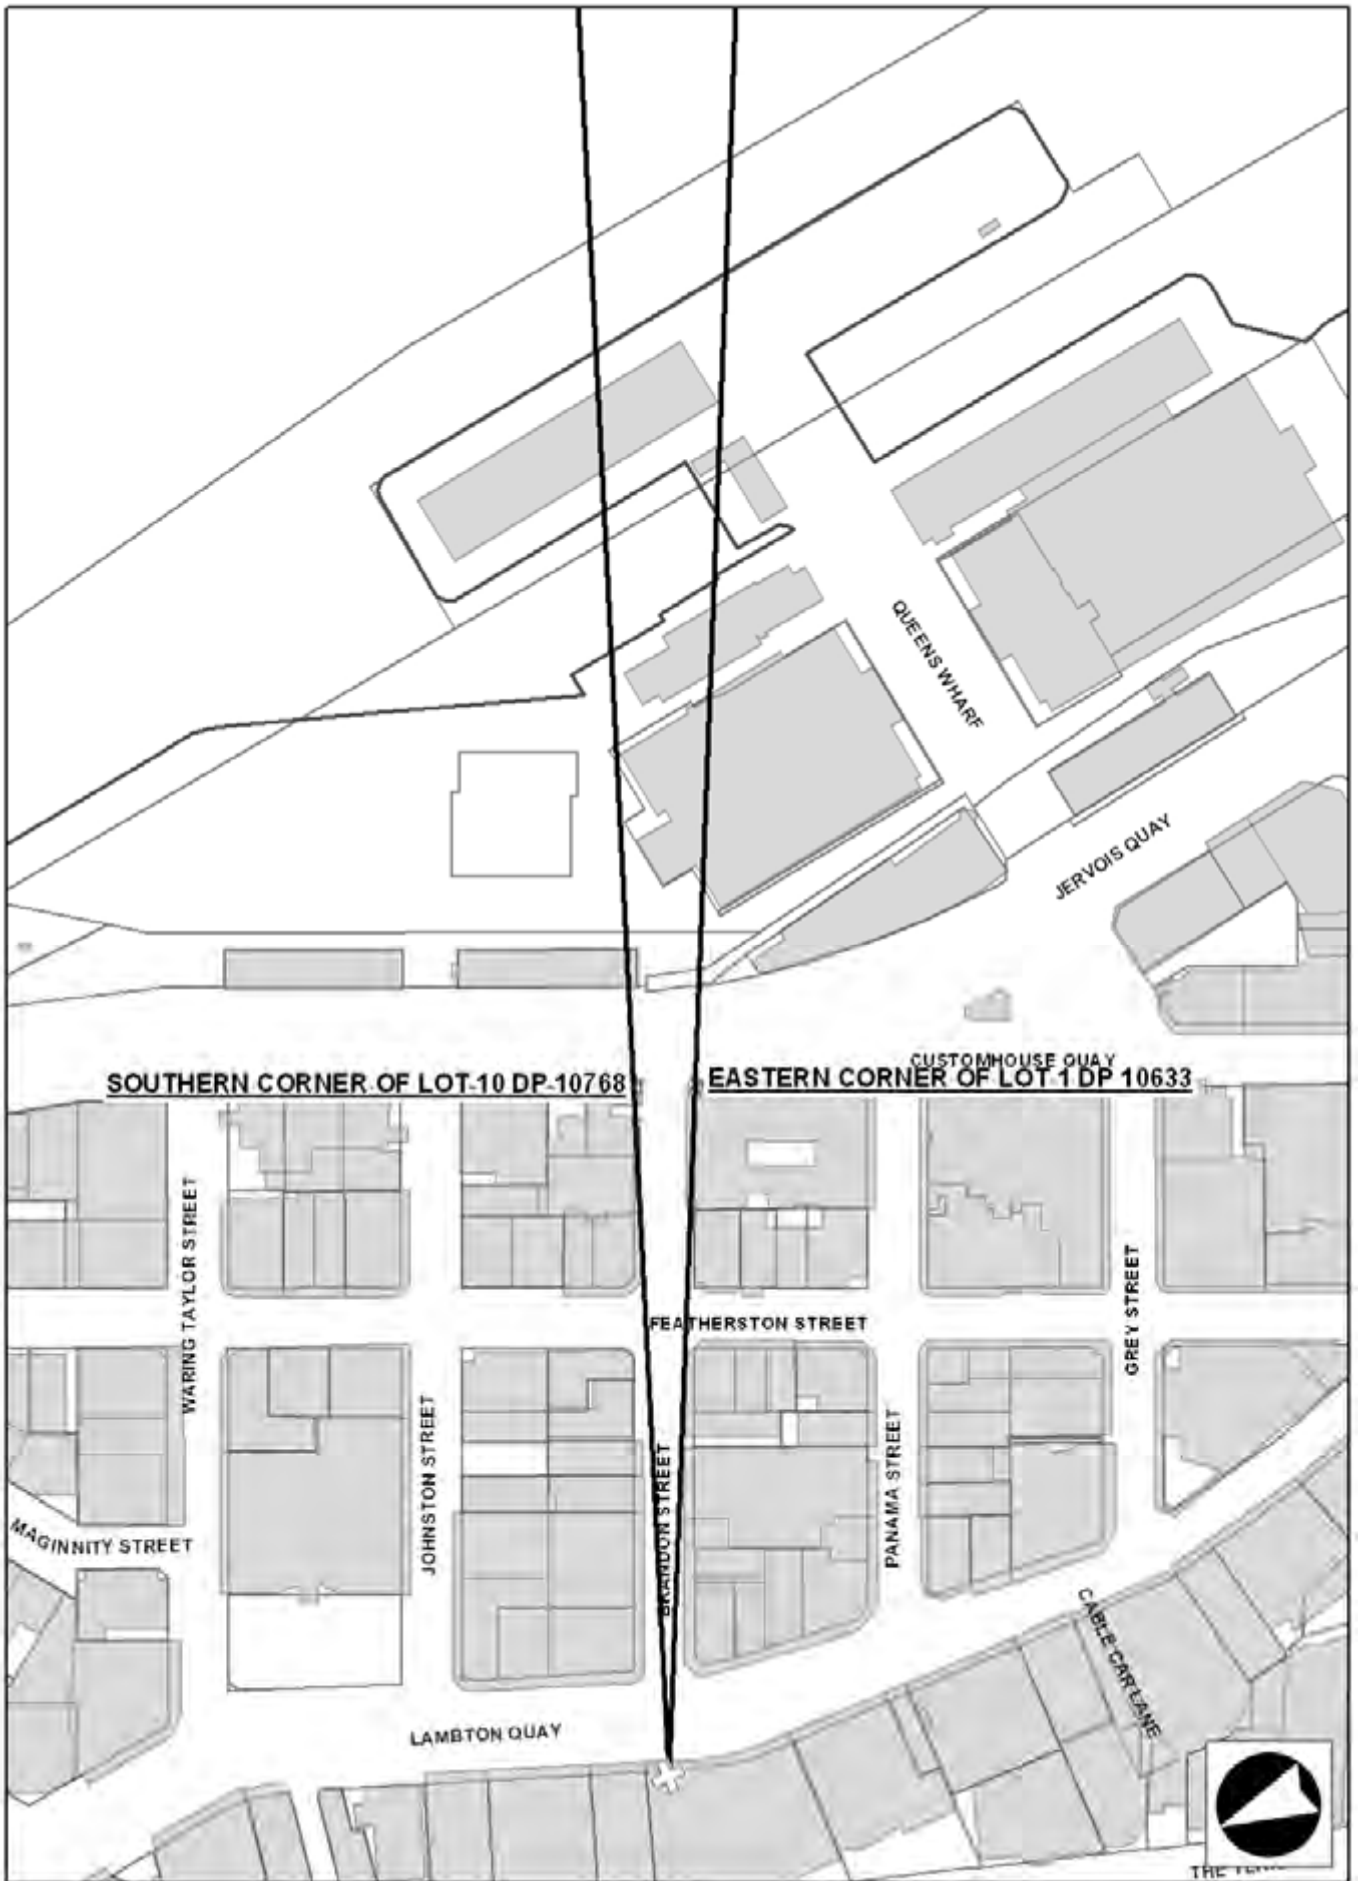 QUEENS WHARF
JERVOIS QUAY
CUSTOMHOUSE QUAY
SOUTHERN CORNER OF LOT 10 DP 10768
EASTERN CORNER OF LOT 1 DP 10633
WARING TAYLOR STREET
FEATHERSTON STREET
GREY STREET
JOHNSTON STREET
BRANDON STREET
PANAMA STREET
MAGINNITY STREET
CABLE CAR LANE
LAMBTON QUAY
THE